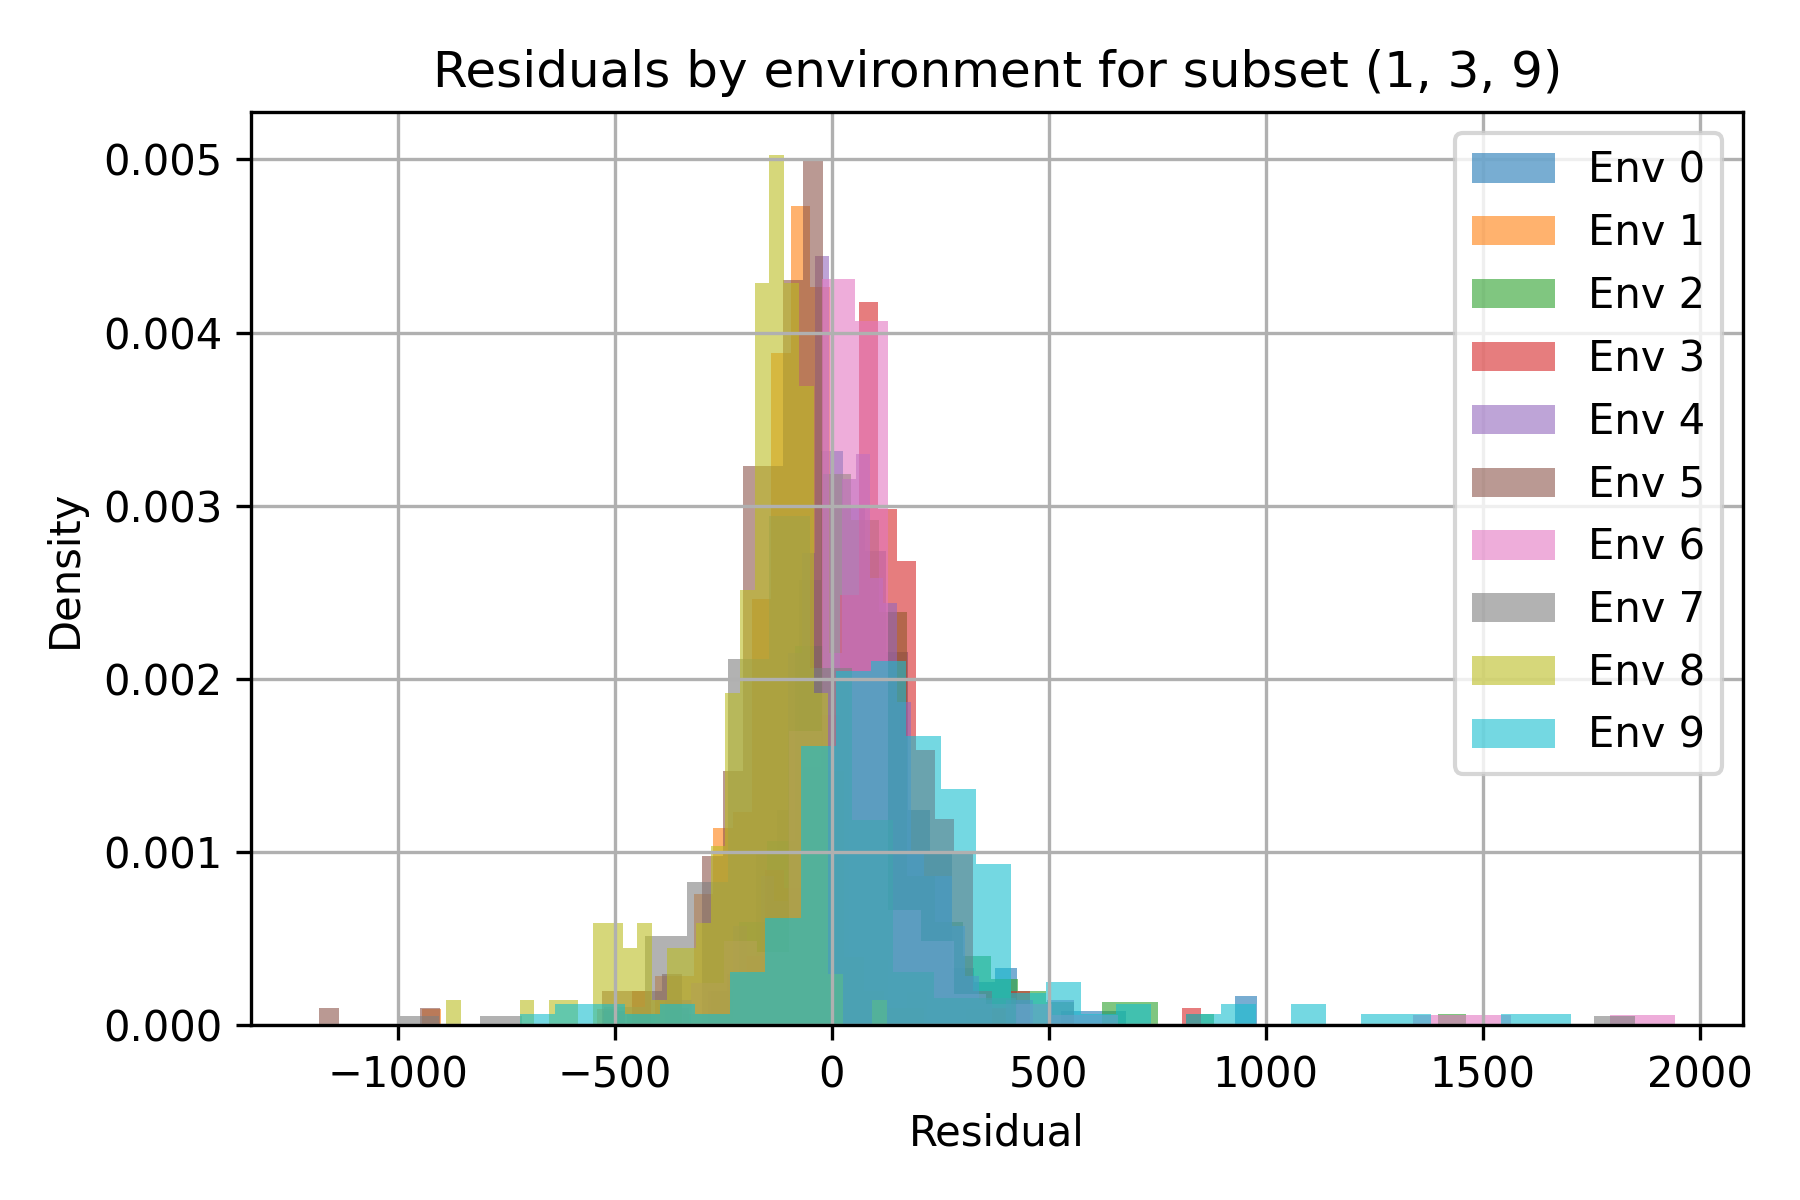 Residuals by environment for subset (1, 3, 9)
Density
0.005
0.004
0.003
0.002
0.001
0.000
−1000
−500
0
500
1000
1500
2000
Residual
Env 0
Env 1
Env 2
Env 3
Env 4
Env 5
Env 6
Env 7
Env 8
Env 9